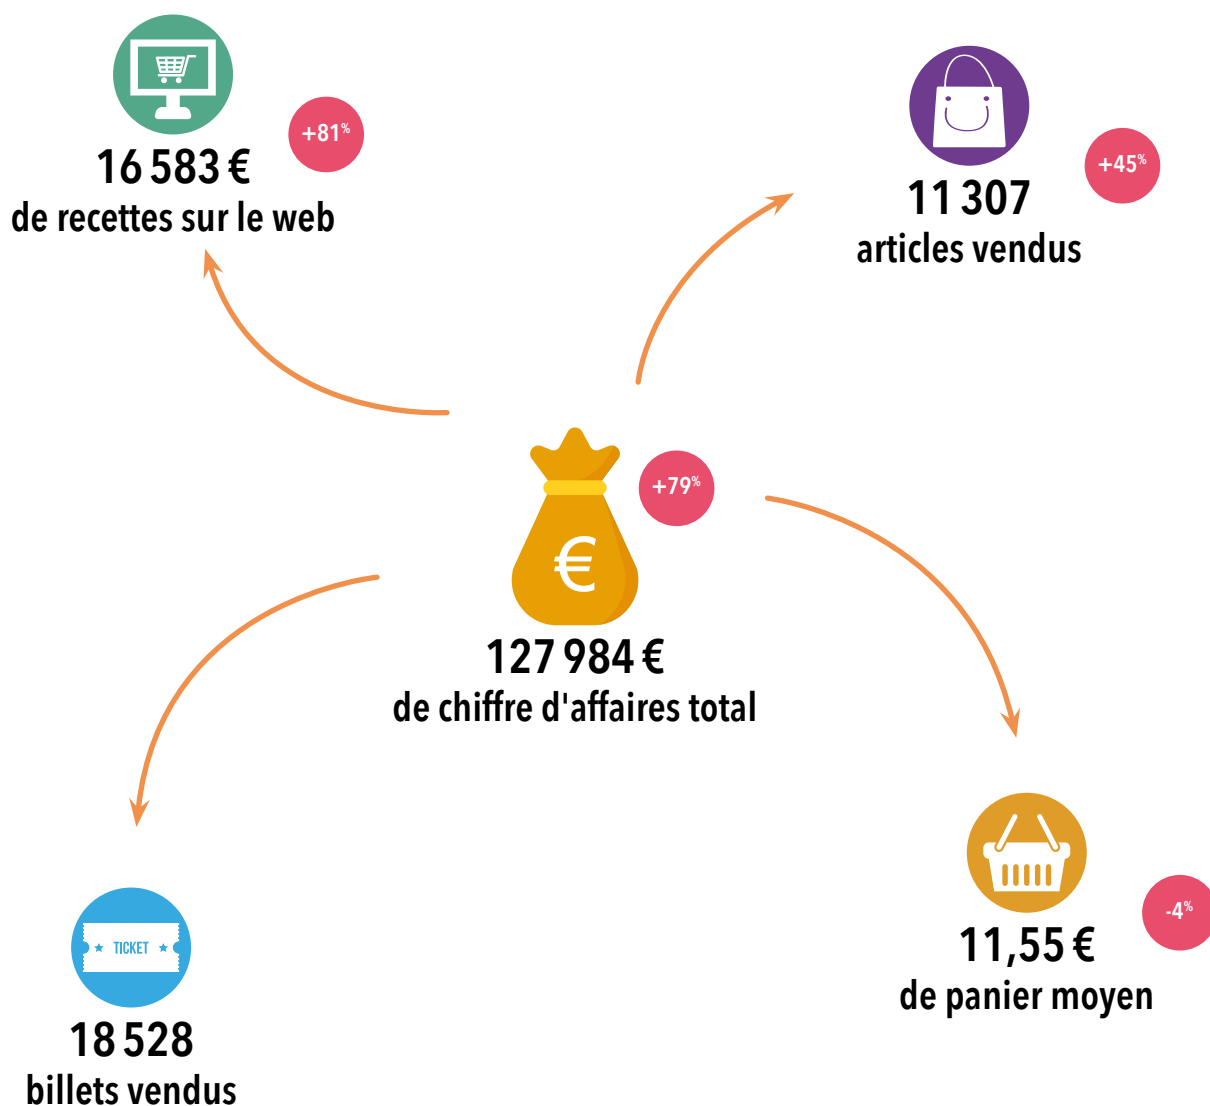 +81%
16 583 €
de recettes sur le web
+45%
11 307
articles vendus
+79%
€
127 984 €
de chiffre d'affaires total
-4%
11,55 €
de panier moyen
TICKET
18 528
billets vendus